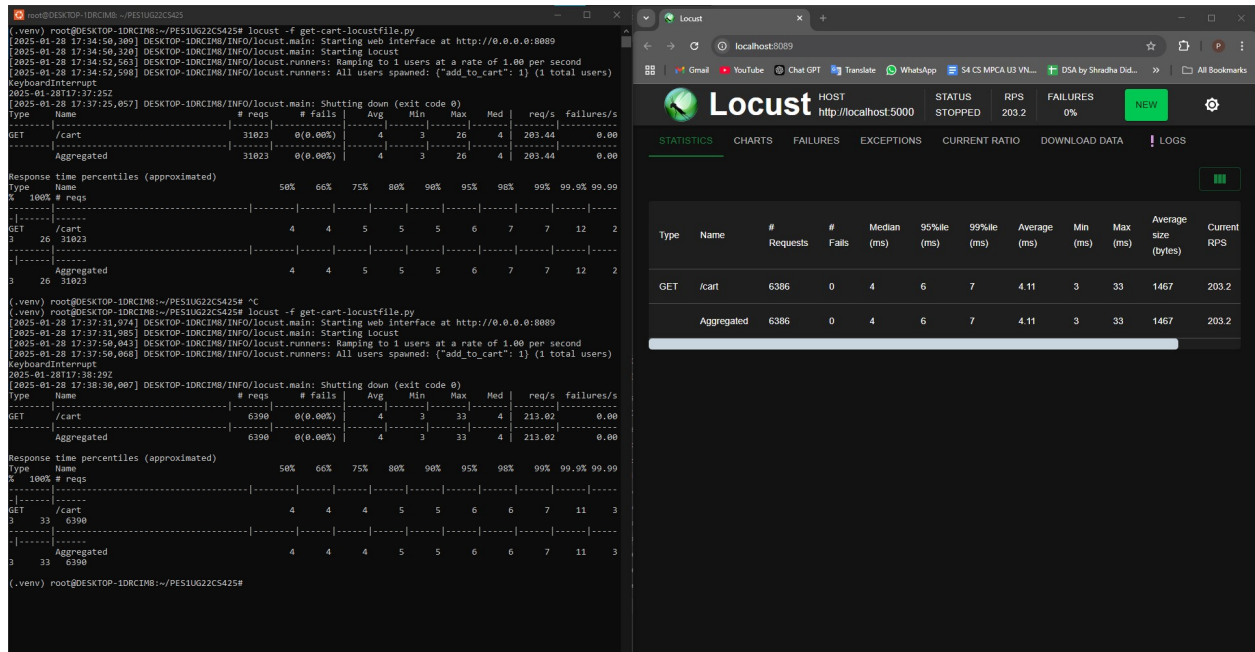 root@DESKTOP-1DRCIM8: ~/PES1UG22CS425
(.venv) root@DESKTOP-1DRCIM8:~/PES1UG22CS425# locust -f get-cart-locustfile.py
[2025-01-28 17:34:50,309] DESKTOP-1DRCIM8/INFO/locust.main: Starting web interface at http://0.0.0.0:8089
[2025-01-28 17:34:50,320] DESKTOP-1DRCIM8/INFO/locust.main: Starting Locust
[2025-01-28 17:34:52,563] DESKTOP-1DRCIM8/INFO/locust.runners: Ramping to 1 users at a rate of 1.00 per second
[2025-01-28 17:34:52,598] DESKTOP-1DRCIM8/INFO/locust.runners: All users spawned: {"add_to_cart": 1} (1 total users)
KeyboardInterrupt
2025-01-28T17:37:25Z
[2025-01-28 17:37:25,057] DESKTOP-1DRCIM8/INFO/locust.main: Shutting down (exit code 0)
Type Name # reqs # fails | Avg Min Max Med | req/s failures/s
--------|----------------------------------|-------|-------------|-------|-------|-------|-------|--------|-----------
GET /cart 31023 0(0.00%) | 4 3 26 4 | 203.44 0.00
--------|----------------------------------|-------|-------------|-------|-------|-------|-------|--------|-----------
Aggregated 31023 0(0.00%) | 4 3 26 4 | 203.44 0.00
Response time percentiles (approximated)
Type Name 50% 66% 75% 80% 90% 95% 98% 99% 99.9% 99.99
% 100% # reqs
--------|----------------------------------|--------|------|------|------|------|------|------|------|------|-----
-|------|------
GET /cart 4 4 5 5 5 6 7 7 12 2
3 26 31023
--------|----------------------------------|--------|------|------|------|------|------|------|------|------|-----
-|------|------
Aggregated 4 4 5 5 5 6 7 7 12 2
3 26 31023
(.venv) root@DESKTOP-1DRCIM8:~/PES1UG22CS425# ^C
(.venv) root@DESKTOP-1DRCIM8:~/PES1UG22CS425# locust -f get-cart-locustfile.py
[2025-01-28 17:37:31,974] DESKTOP-1DRCIM8/INFO/locust.main: Starting web interface at http://0.0.0.0:8089
[2025-01-28 17:37:31,985] DESKTOP-1DRCIM8/INFO/locust.main: Starting Locust
[2025-01-28 17:37:50,043] DESKTOP-1DRCIM8/INFO/locust.runners: Ramping to 1 users at a rate of 1.00 per second
[2025-01-28 17:37:50,068] DESKTOP-1DRCIM8/INFO/locust.runners: All users spawned: {"add_to_cart": 1} (1 total users)
KeyboardInterrupt
2025-01-28T17:38:29Z
[2025-01-28 17:38:30,007] DESKTOP-1DRCIM8/INFO/locust.main: Shutting down (exit code 0)
Type Name # reqs # fails | Avg Min Max Med | req/s failures/s
--------|----------------------------------|-------|-------------|-------|-------|-------|-------|--------|-----------
GET /cart 6390 0(0.00%) | 4 3 33 4 | 213.02 0.00
--------|----------------------------------|-------|-------------|-------|-------|-------|-------|--------|-----------
Aggregated 6390 0(0.00%) | 4 3 33 4 | 213.02 0.00
Response time percentiles (approximated)
Type Name 50% 66% 75% 80% 90% 95% 98% 99% 99.9% 99.99
% 100% # reqs
--------|----------------------------------|--------|------|------|------|------|------|------|------|------|-----
-|------|------
GET /cart 4 4 4 5 5 6 6 7 11 3
3 33 6390
--------|----------------------------------|--------|------|------|------|------|------|------|------|------|-----
-|------|------
Aggregated 4 4 4 5 5 6 6 7 11 3
3 33 6390
(.venv) root@DESKTOP-1DRCIM8:~/PES1UG22CS425#
Locust
localhost:8089
P
Gmail YouTube Chat GPT Translate WhatsApp S4 CS MPCA U3 VN.... DSA by Shradha Did... » All Bookmarks
LOCUST
HOST
http://localhost:5000
STATUS
STOPPED
RPS
203.2
FAILURES
0%
NEW
STATISTICS CHARTS FAILURES EXCEPTIONS CURRENT RATIO DOWNLOAD DATA ! LOGS
Type Name # Requests # Fails Median (ms) 95%ile (ms) 99%ile (ms) Average (ms) Min (ms) Max (ms) Average size (bytes) Current RPS
GET /cart 6386 0 4 6 7 4.11 3 33 1467 203.2
Aggregated 6386 0 4 6 7 4.11 3 33 1467 203.2